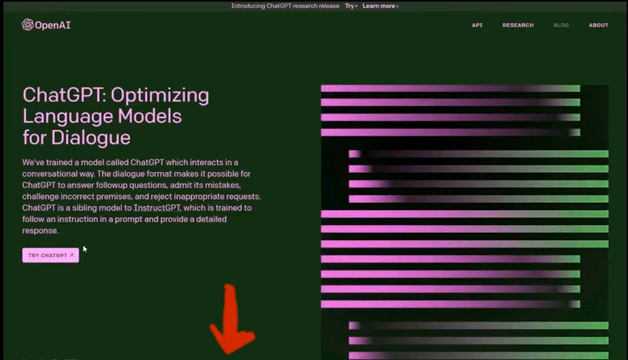 Introducing ChatGPT research release Try› Learn more›
OpenAI
API RESEARCH BLOG ABOUT
ChatGPT: Optimizing
Language Models
for Dialogue
We've trained a model called ChatGPT which interacts in a
conversational way. The dialogue format makes it possible for
ChatGPT to answer followup questions, admit its mistakes,
challenge incorrect premises, and reject inappropriate requests.
ChatGPT is a sibling model to InstructGPT, which is trained to
follow an instruction in a prompt and provide a detailed
response.
TRY CHATGPT ↗